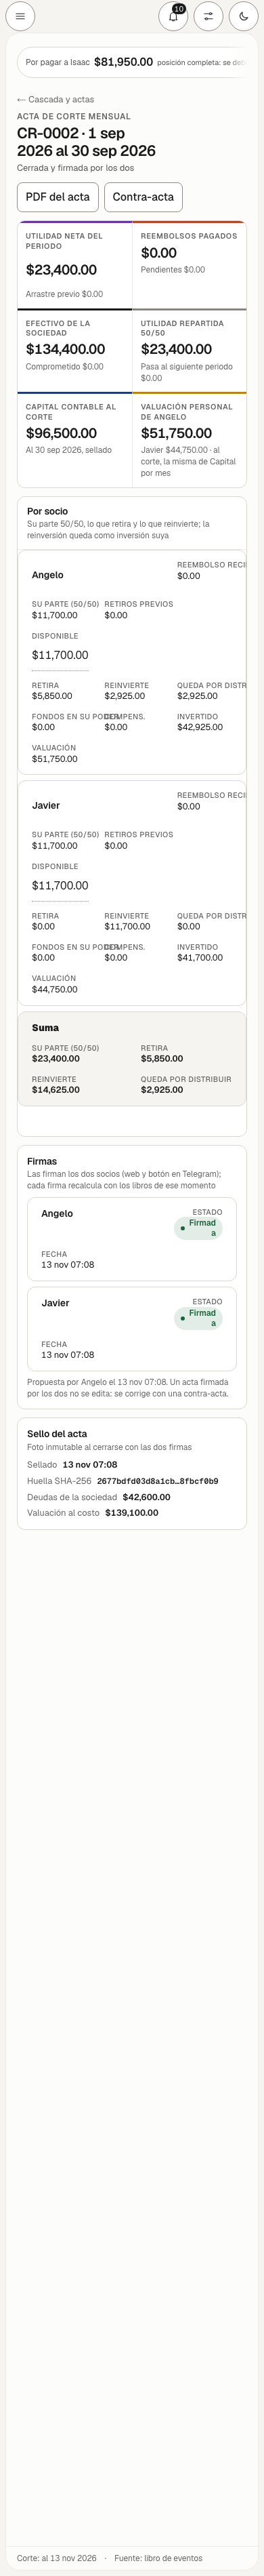 10
Por pagar a Isaac $81,950.00 posición completa: se deb
← Cascada y actas
ACTA DE CORTE MENSUAL
CR-0002 · 1 sep
2026 al 30 sep 2026
Cerrada y firmada por los dos
PDF del acta Contra-acta
UTILIDAD NETA DEL
PERIODO
$23,400.00
Arrastre previo $0.00
REEMBOLSOS PAGADOS
$0.00
Pendientes $0.00
EFECTIVO DE LA
SOCIEDAD
$134,400.00
Comprometido $0.00
UTILIDAD REPARTIDA
50/50
$23,400.00
Pasa al siguiente periodo
$0.00
CAPITAL CONTABLE AL
CORTE
$96,500.00
Al 30 sep 2026, sellado
VALUACIÓN PERSONAL
DE ANGELO
$51,750.00
Javier $44,750.00 · al
corte, la misma de Capital
por mes
Por socio
Su parte 50/50, lo que retira y lo que reinvierte; la
reinversión queda como inversión suya
Angelo
REEMBOLSO RECI
$0.00
SU PARTE (50/50) RETIROS PREVIOS
$11,700.00 $0.00
DISPONIBLE
$11,700.00
RETIRA REINVIERTE QUEDA POR DISTR
$5,850.00 $2,925.00 $2,925.00
FONDOS EN SU PODER COMPENS. INVERTIDO
$0.00 $0.00 $42,925.00
VALUACIÓN
$51,750.00
Javier
REEMBOLSO RECI
$0.00
SU PARTE (50/50) RETIROS PREVIOS
$11,700.00 $0.00
DISPONIBLE
$11,700.00
RETIRA REINVIERTE QUEDA POR DISTR
$0.00 $11,700.00 $0.00
FONDOS EN SU PODER COMPENS. INVERTIDO
$0.00 $0.00 $41,700.00
VALUACIÓN
$44,750.00
Suma
SU PARTE (50/50) RETIRA
$23,400.00 $5,850.00
REINVIERTE QUEDA POR DISTRIBUIR
$14,625.00 $2,925.00
Firmas
Las firman los dos socios (web y botón en Telegram);
cada firma recalcula con los libros de ese momento
Angelo
ESTADO
Firmad
a
FECHA
13 nov 07:08
Javier
ESTADO
Firmad
a
FECHA
13 nov 07:08
Propuesta por Angelo el 13 nov 07:08. Un acta firmada
por los dos no se edita: se corrige con una contra-acta.
Sello del acta
Foto inmutable al cerrarse con las dos firmas
Sellado 13 nov 07:08
Huella SHA-256 2677bdfd03d8a1cb…8fbcf0b9
Deudas de la sociedad $42,600.00
Valuación al costo $139,100.00
Corte: al 13 nov 2026 · Fuente: libro de eventos